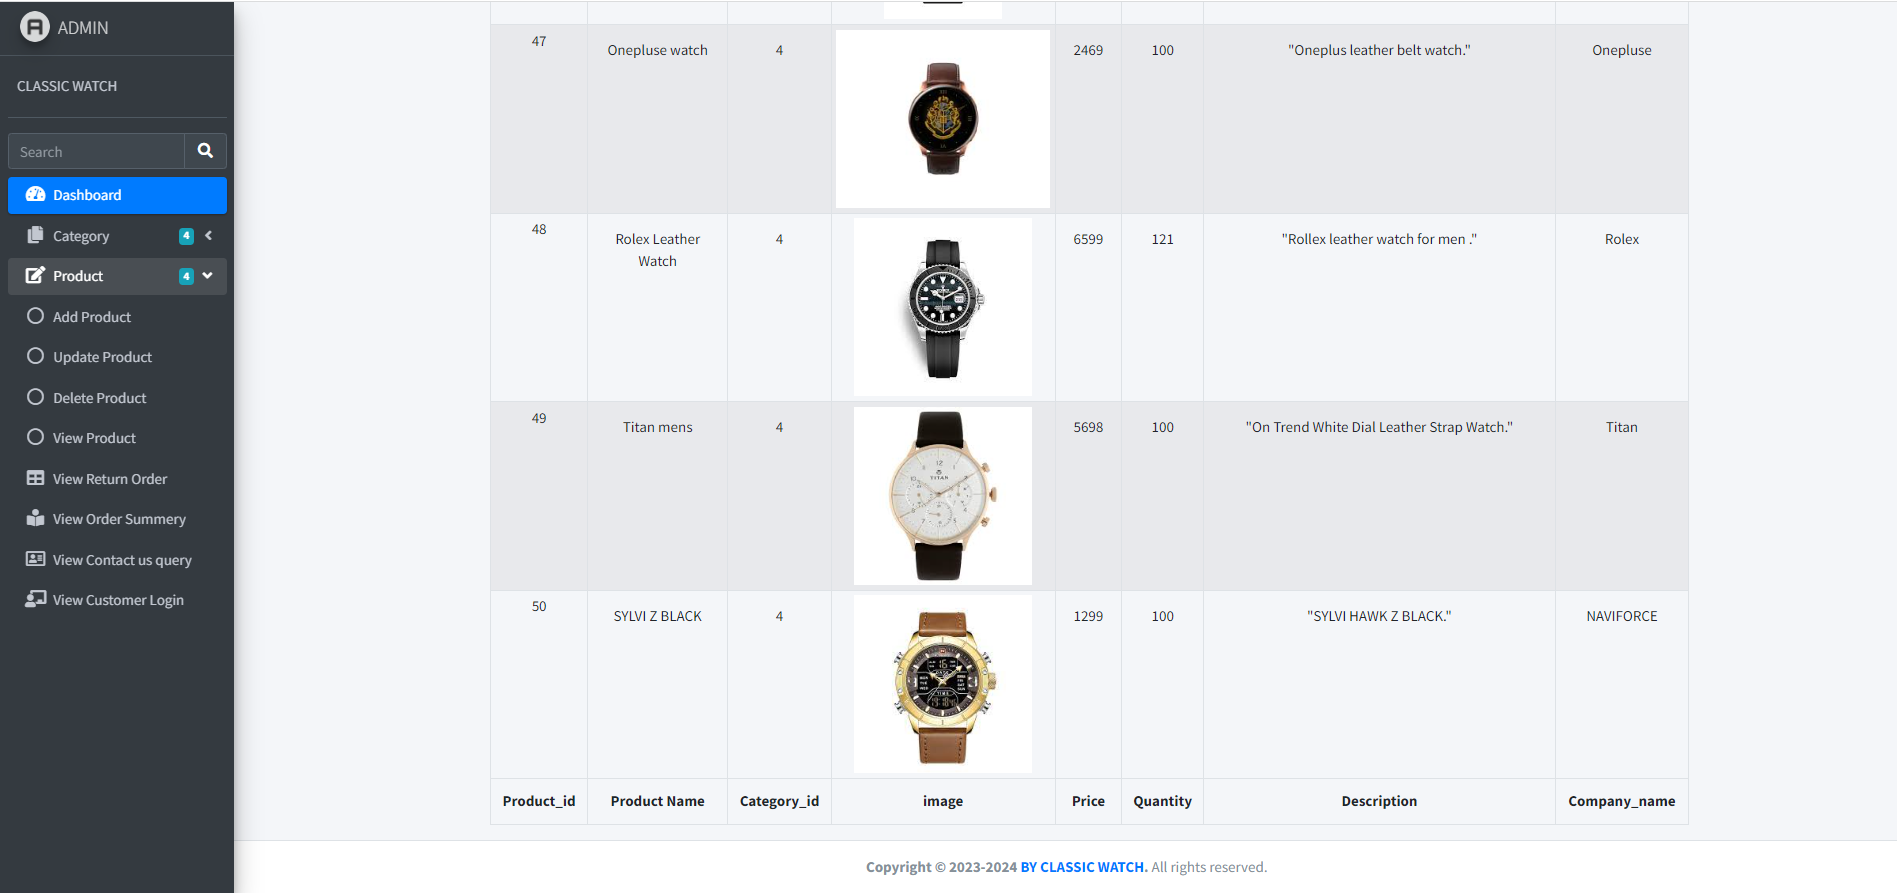 ADMIN
CLASSIC WATCH
Search
Dashboard
Category 4
Product 4
Add Product
Update Product
Delete Product
View Product
View Return Order
View Order Summery
View Contact us query
View Customer Login
47 Onepluse watch 4 2469 100 "Oneplus leather belt watch." Onepluse
48 Rolex Leather 4 6599 121 "Rollex leather watch for men ." Rolex
Watch
49 Titan mens 4 5698 100 "On Trend White Dial Leather Strap Watch." Titan
TITAN
50 SYLVI Z BLACK 4 1299 100 "SYLVI HAWK Z BLACK." NAVIFORCE
Product_id Product Name Category_id image Price Quantity Description Company_name
Copyright © 2023-2024 BY CLASSIC WATCH. All rights reserved.